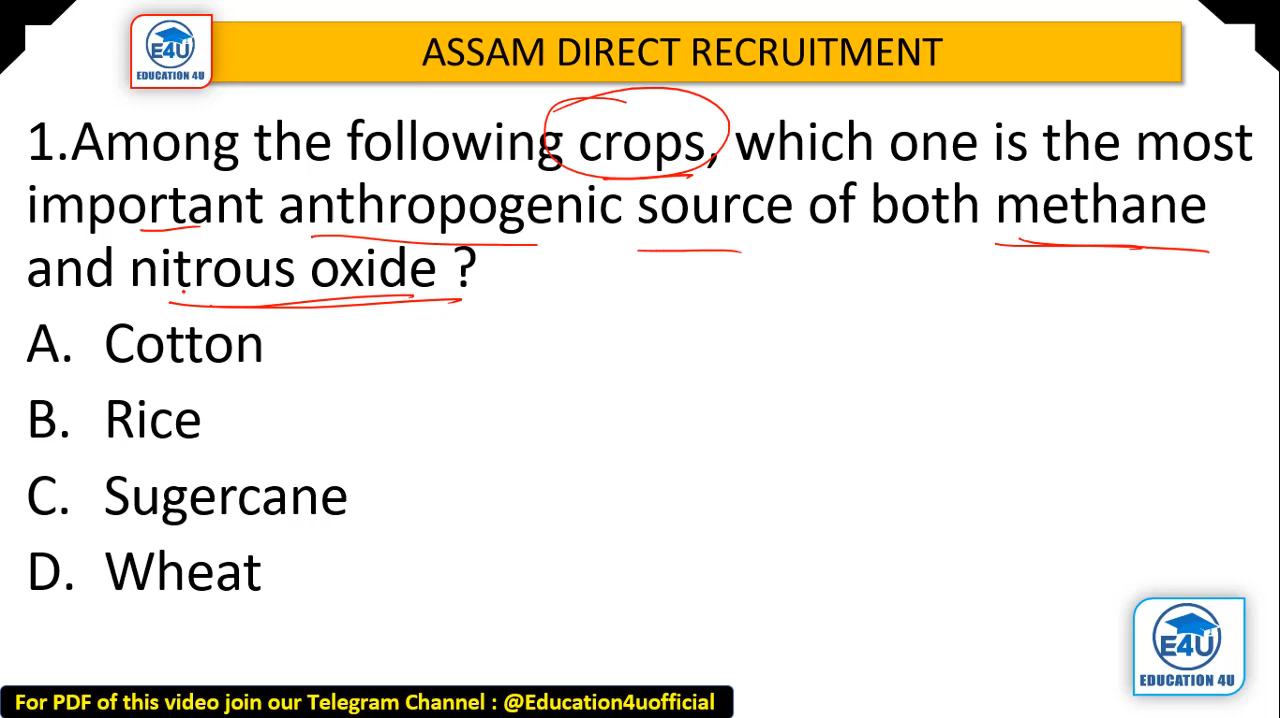 E4U
EDUCATION 4U
ASSAM DIRECT RECRUITMENT
1.Among the following crops, which one is the most
important anthropogenic source of both methane
and nitrous oxide ?
A. Cotton
B. Rice
C. Sugercane
D. Wheat
E4U
EDUCATION 4U
For PDF of this video join our Telegram Channel : @Education4uofficial